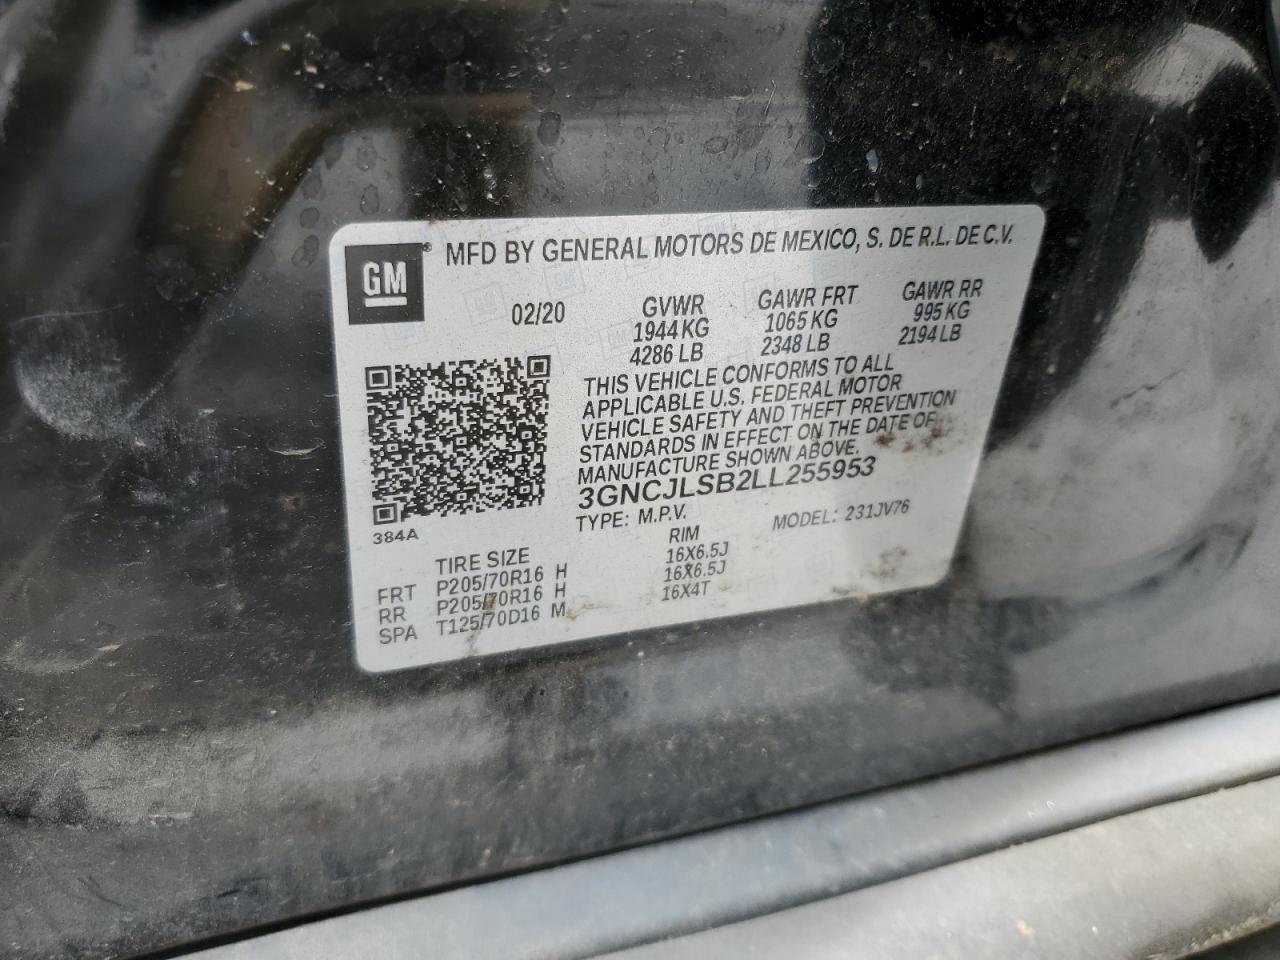 GM ® MFD BY GENERAL MOTORS DE MEXICO, S. DE R.L. DE C.V.
02/20 GVWR GAWR FRT GAWR RR
1944 KG 1065 KG 995 KG
4286 LB 2348 LB 2194 LB
THIS VEHICLE CONFORMS TO ALL
APPLICABLE U.S. FEDERAL MOTOR
VEHICLE SAFETY AND THEFT PREVENTION
STANDARDS IN EFFECT ON THE DATE OF
MANUFACTURE SHOWN ABOVE.
3GNCJLSB2LL255953
384A TYPE: M.P.V. MODEL: 231JV76
TIRE SIZE RIM
FRT P205/70R16 H 16X6.5J
RR P205/70R16 H 16X6.5J
SPA T125/70D16 M 16X4T